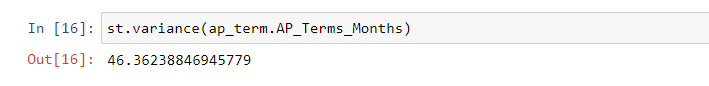 In [16]: st.variance(ap_term.AP_Terms_Months)
Out[16]: 46.36238846945779